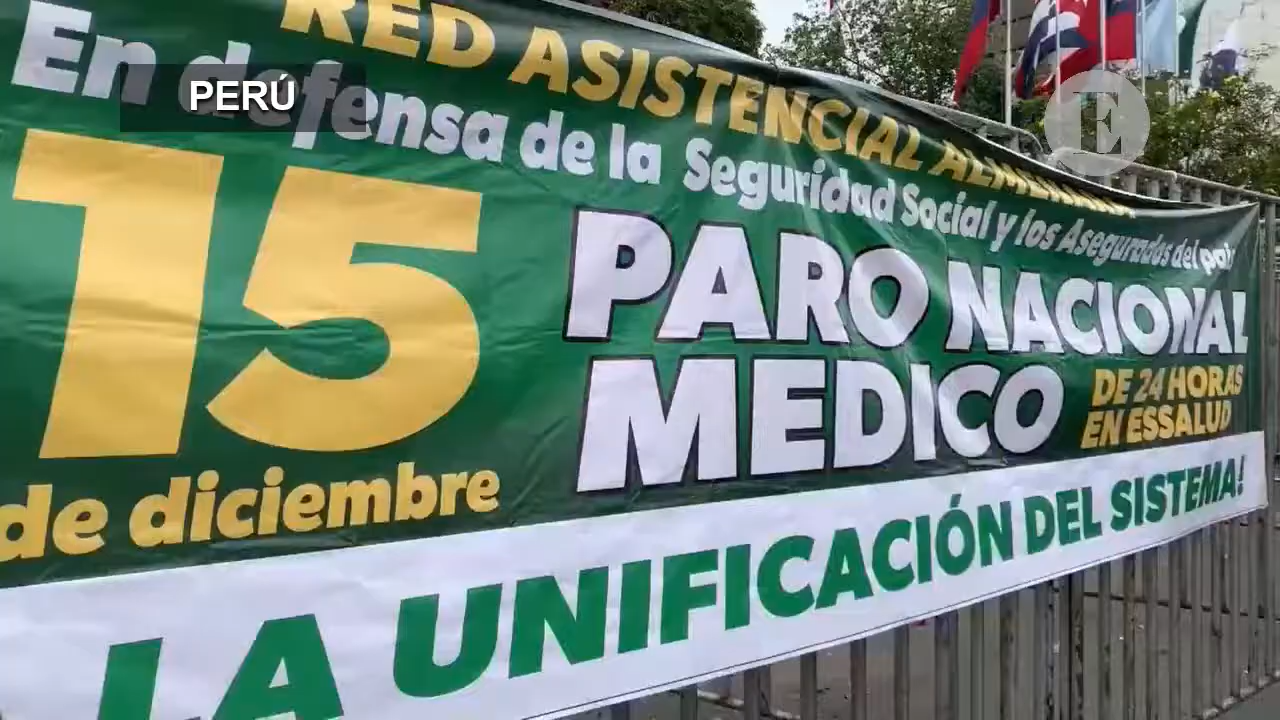 RED ASISTENCIAL ALMENARA
En defensa de la Seguridad Social y los Asegurados del país
PERÚ
E
15
de diciembre
PARO NACIONAL
MEDICO
DE 24 HORAS
EN ESSALUD
LA UNIFICACIÓN DEL SISTEMA!